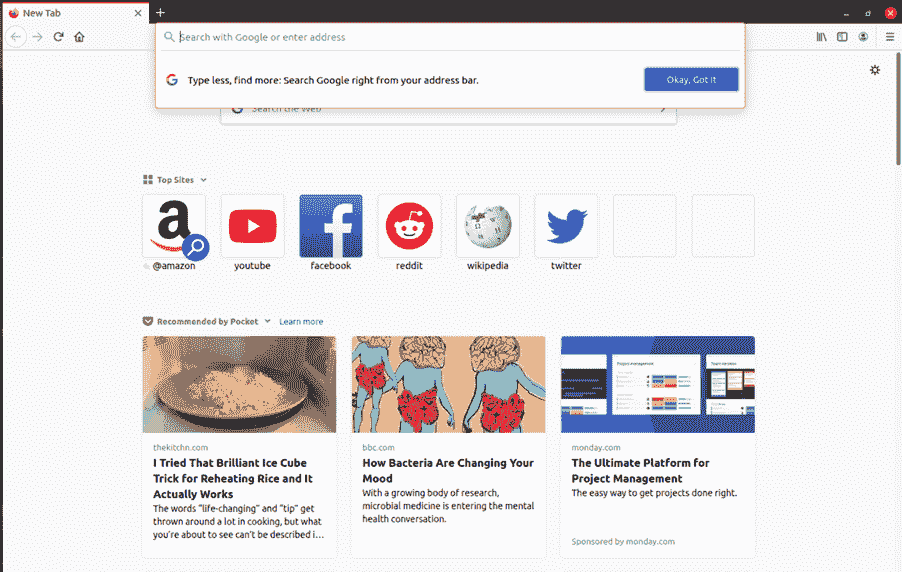 New Tab
Search with Google or enter address
Type less, find more: Search Google right from your address bar.
Okay, Got It
Search the Web
Top Sites
@amazon
youtube
facebook
reddit
wikipedia
twitter
Recommended by Pocket
Learn more
thekitchn.com
I Tried That Brilliant Ice Cube
Trick for Reheating Rice and It
Actually Works
The words "life-changing" and "tip" get
thrown around a lot in cooking, but what
you're about to see can't be described i...
bbc.com
How Bacteria Are Changing Your
Mood
With a growing body of research,
microbial medicine is entering the mental
health conversation.
Project management
monday.com
The Ultimate Platform for
Project Management
The easy way to get projects done right.
Sponsored by monday.com